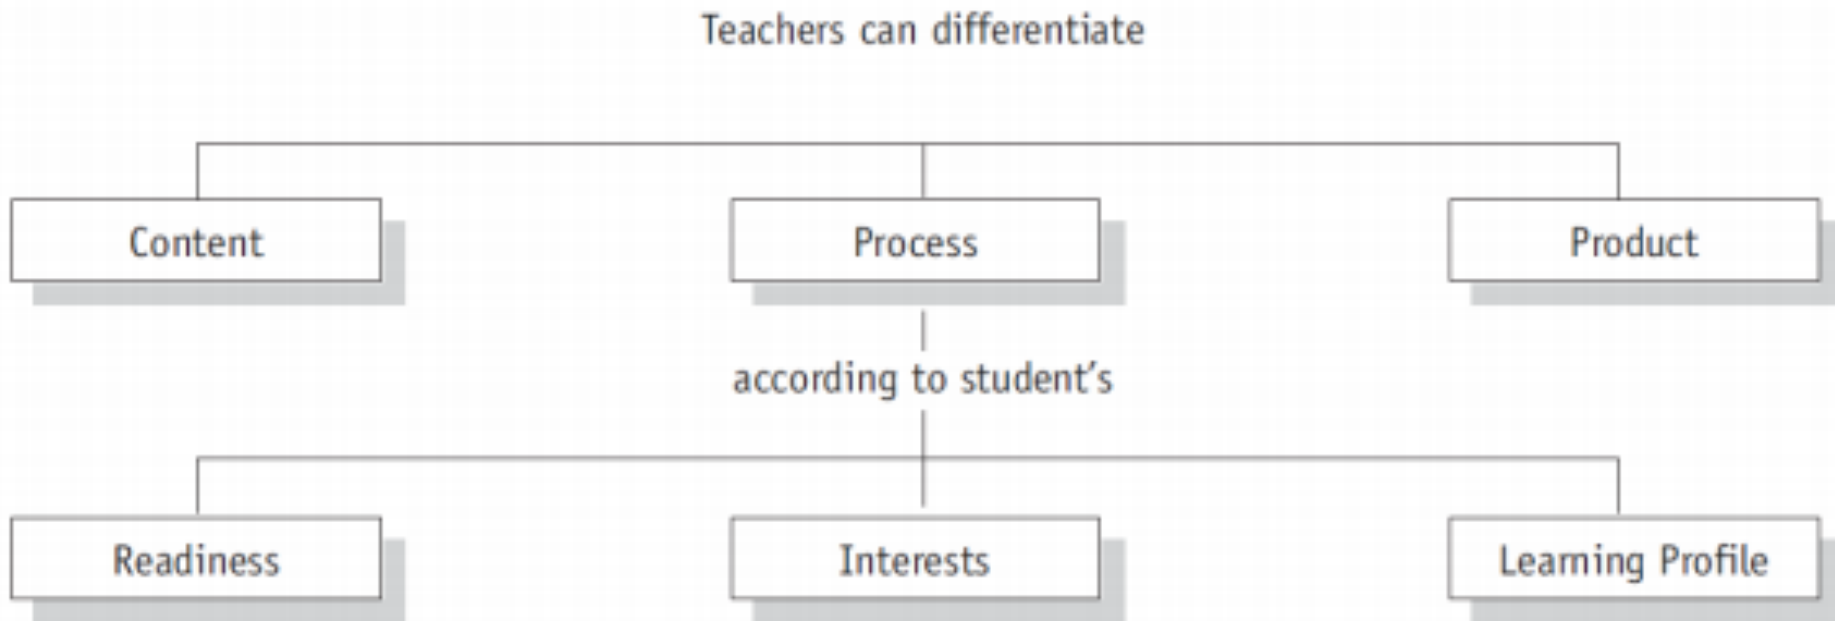 Teachers can differentiate
Content
Process
Product
according to student’s
Readiness
Interests
Learning Profile